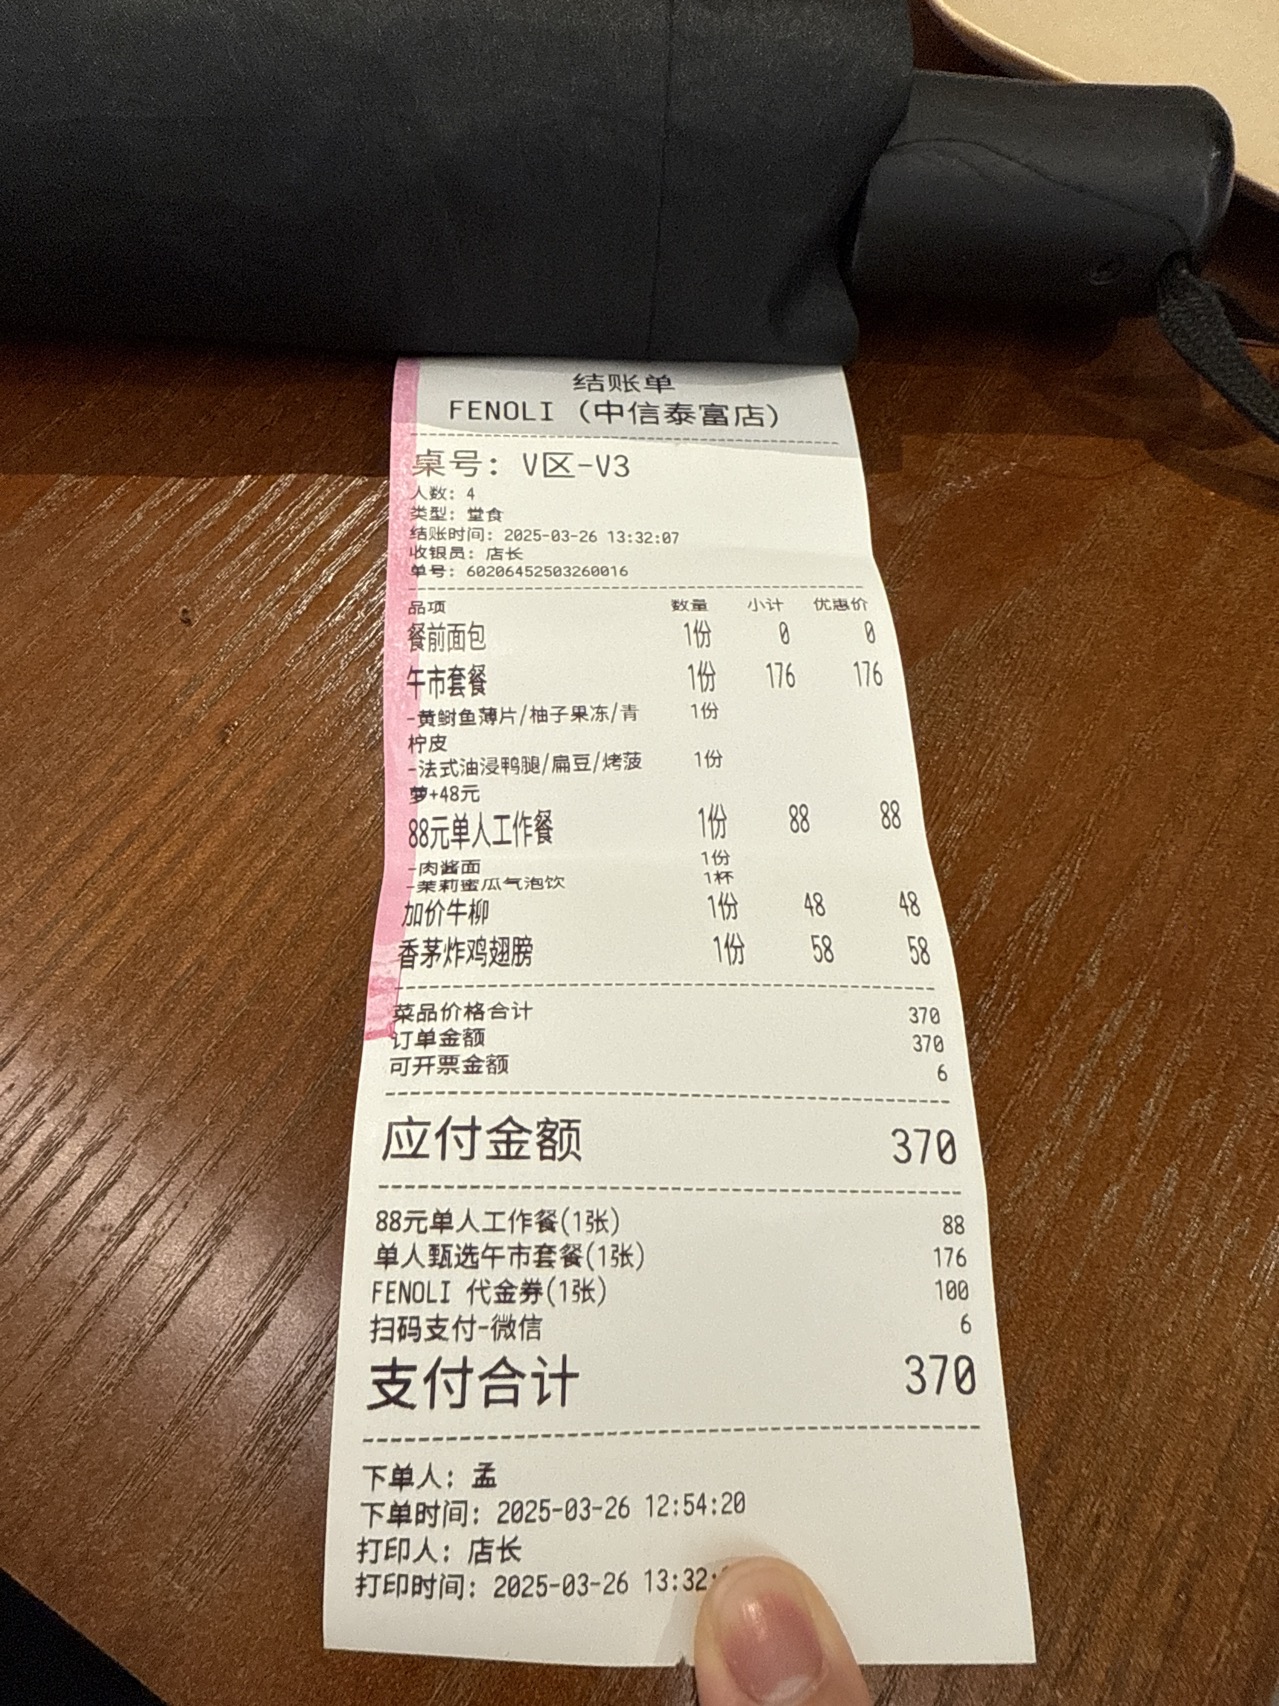 结账单
FENOLI（中信泰富店）
桌号：V区-V3
人数：4
类型：堂食
结账时间：2025-03-26 13:32:07
收银员：店长
单号：60206452503260016
品项 数量 小计 优惠价
餐前面包 1份 0 0
午市套餐 1份 176 176
-黄鲥鱼薄片/柚子果冻/青 1份
柠皮
-法式油浸鸭腿/扁豆/烤菠 1份
萝+48元
88元单人工作餐 1份 88 88
-肉酱面 1份
-茉莉蜜瓜气泡饮 1杯
加价牛柳 1份 48 48
香茅炸鸡翅膀 1份 58 58
菜品价格合计 370
订单金额 370
可开票金额 6
应付金额 370
88元单人工作餐(1张) 88
单人甄选午市套餐(1张) 176
FENOLI 代金券(1张) 100
扫码支付-微信 6
支付合计 370
下单人：孟
下单时间：2025-03-26 12:54:20
打印人：店长
打印时间：2025-03-26 13:32: